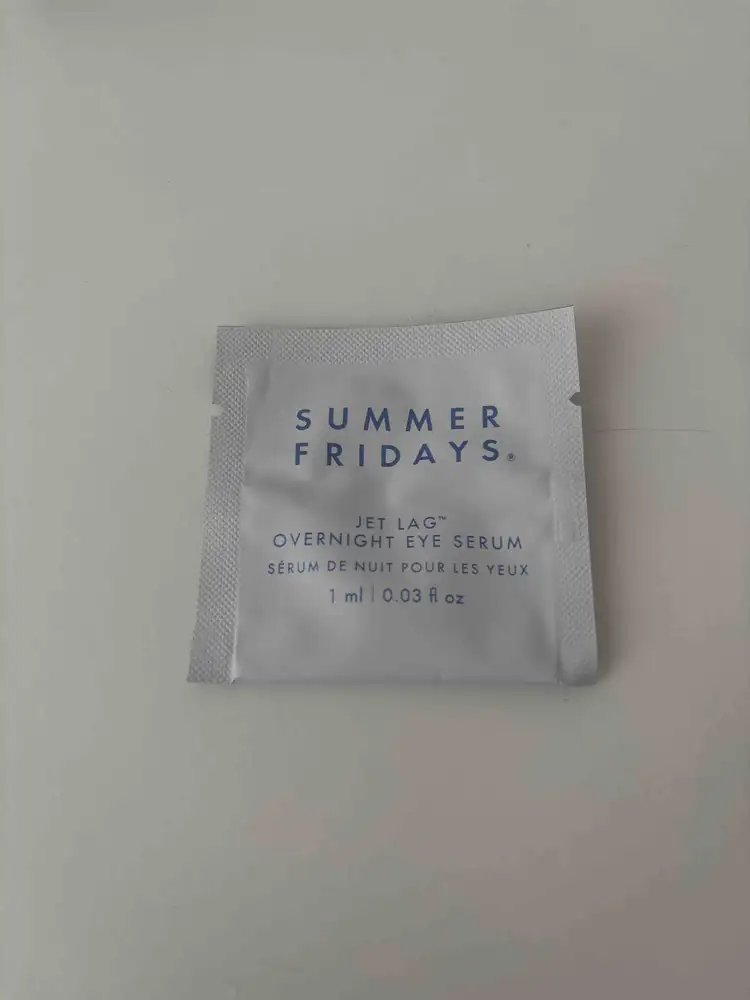 SUMMER
FRIDAYS®
JET LAG™
OVERNIGHT EYE SERUM
SÉRUM DE NUIT POUR LES YEUX
1 ml | 0.03 fl oz